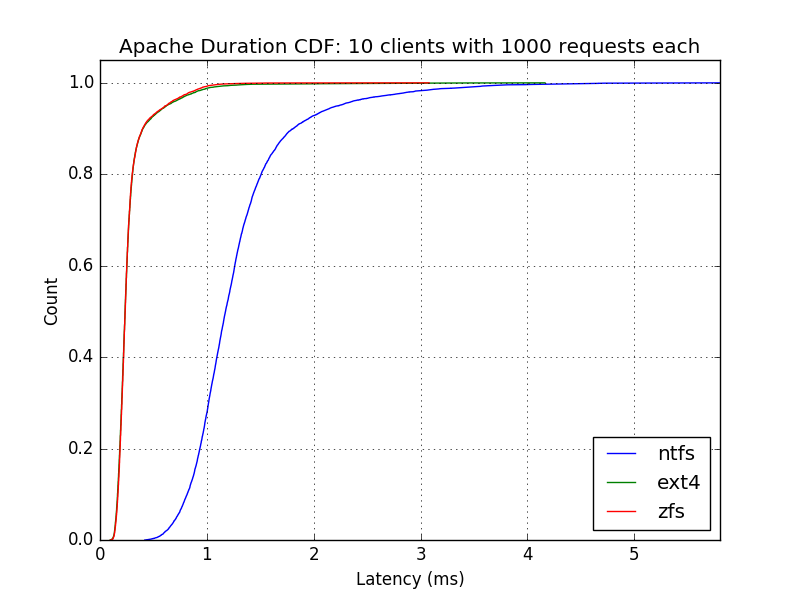 Apache Duration CDF: 10 clients with 1000 requests each
1.0
0.8
0.6
0.4
0.2
0.0
Count
0 1 2 3 4 5
Latency (ms)
ntfs
ext4
zfs